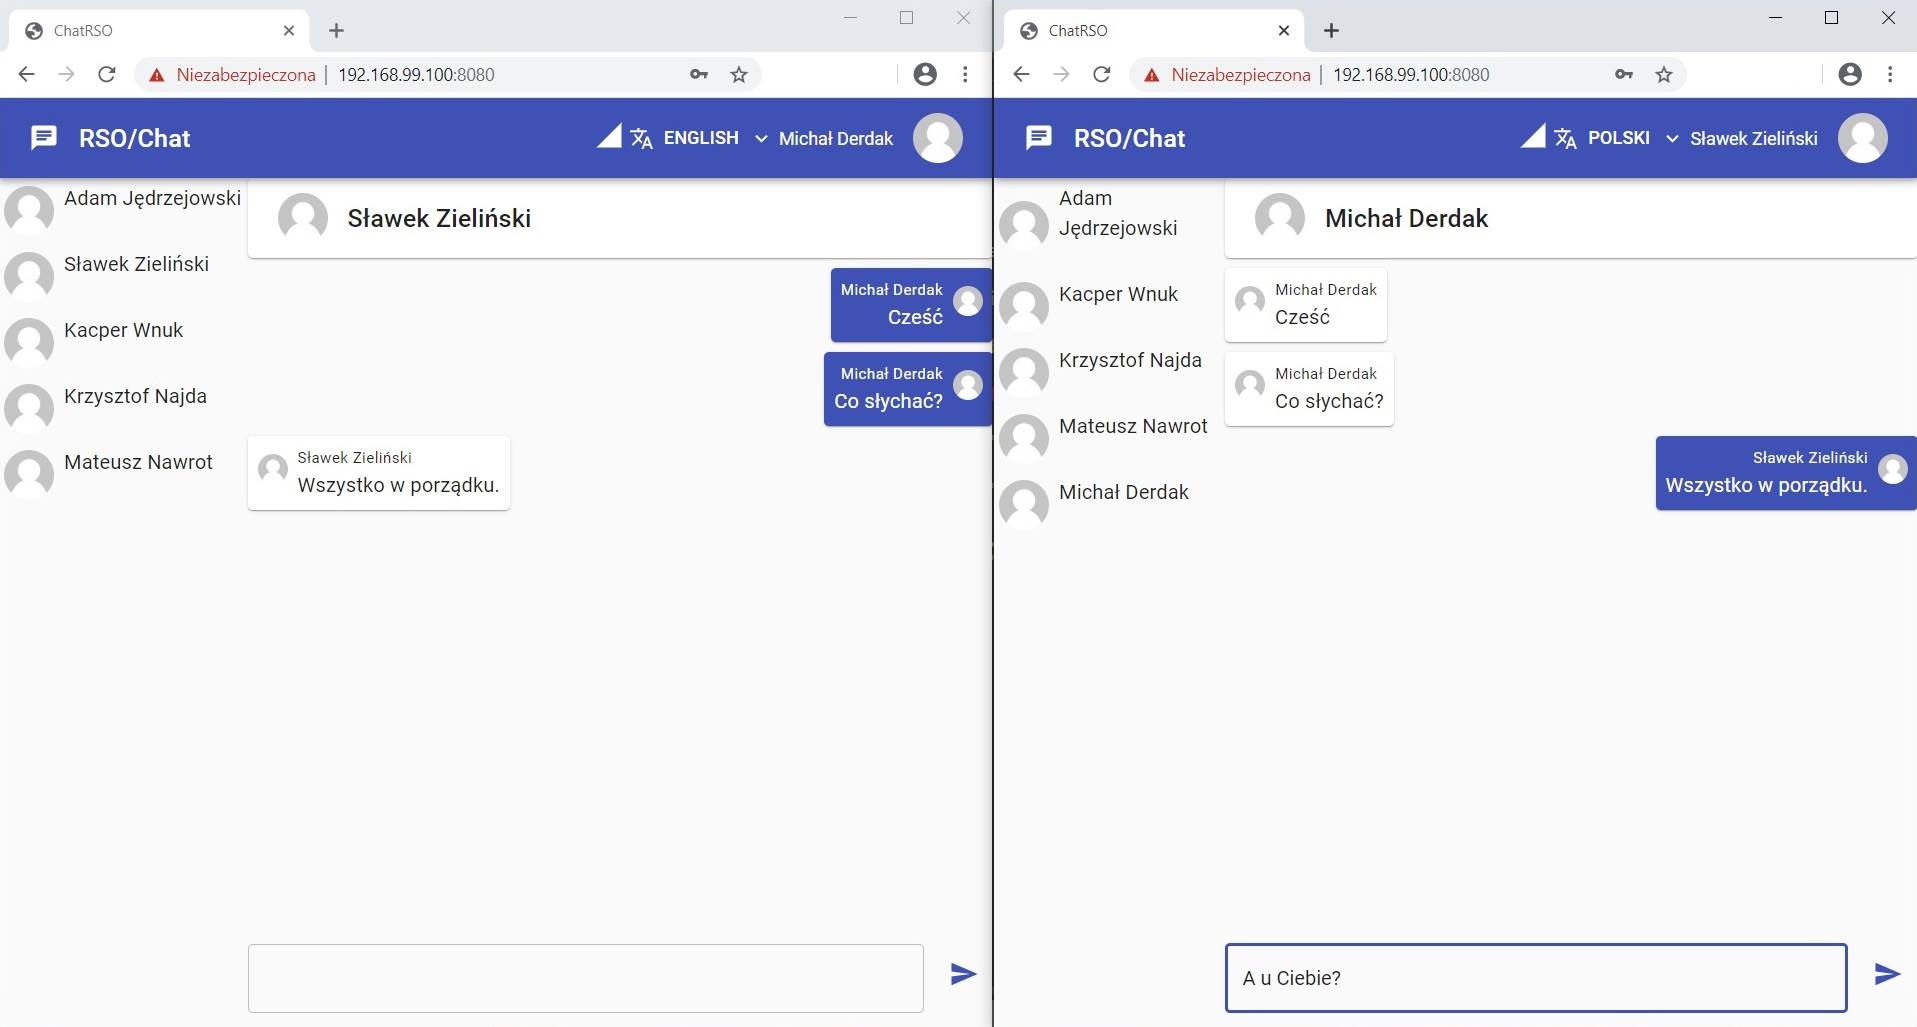 ChatRSO
Niezabezpieczona | 192.168.99.100:8080
RSO/Chat
ENGLISH
Michał Derdak
Adam Jędrzejowski
Sławek Zieliński
Kacper Wnuk
Krzysztof Najda
Mateusz Nawrot
Sławek Zieliński
Michał Derdak
Cześć
Michał Derdak
Co słychać?
Sławek Zieliński
Wszystko w porządku.
ChatRSO
Niezabezpieczona | 192.168.99.100:8080
RSO/Chat
POLSKI
Sławek Zieliński
Adam
Jędrzejowski
Kacper Wnuk
Krzysztof Najda
Mateusz Nawrot
Michał Derdak
Michał Derdak
Michał Derdak
Cześć
Michał Derdak
Co słychać?
Sławek Zieliński
Wszystko w porządku.
A u Ciebie?